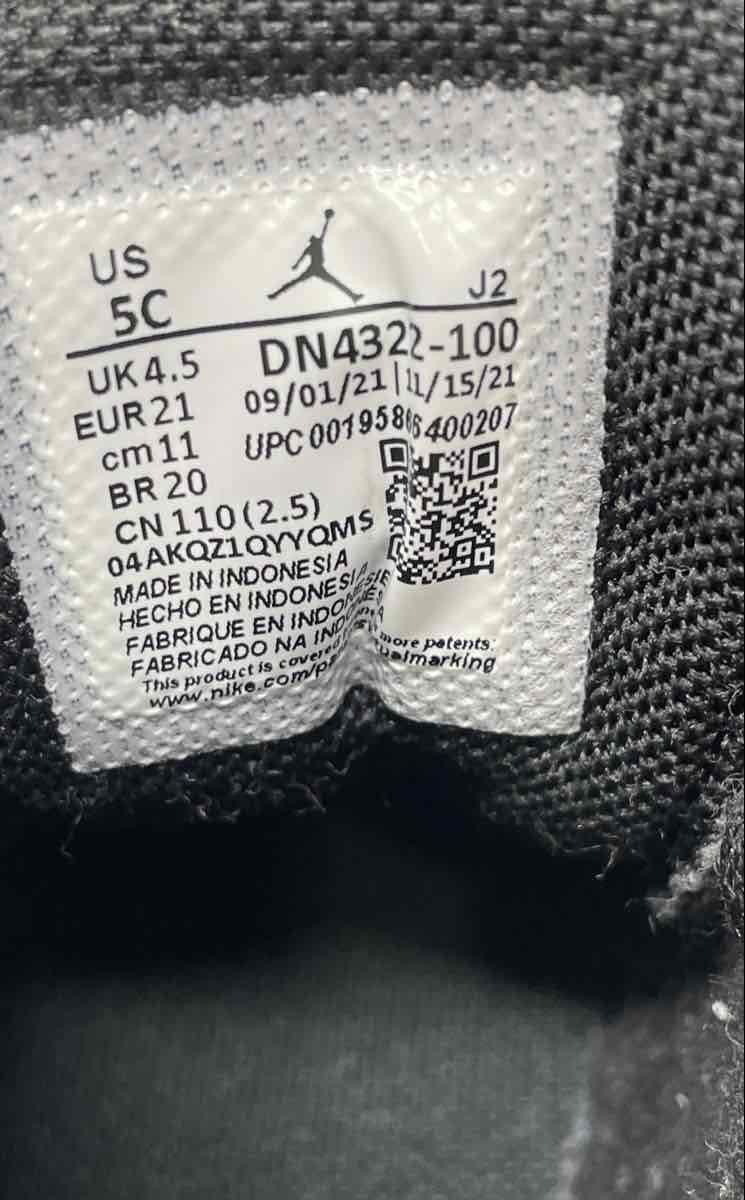 US
5C
J2
UK 4.5
DN4322-100
EUR 21
09/01/21 | 11/15/21
cm 11
UPC 00195866400207
BR 20
CN 110 (2.5)
04AKQZ1QYYQMS
MADE IN INDONESIA
HECHO EN INDONESIA
FABRIQUE EN INDONESIE
FABRICADO NA
This product is covered
more patents:
www.nike.com/